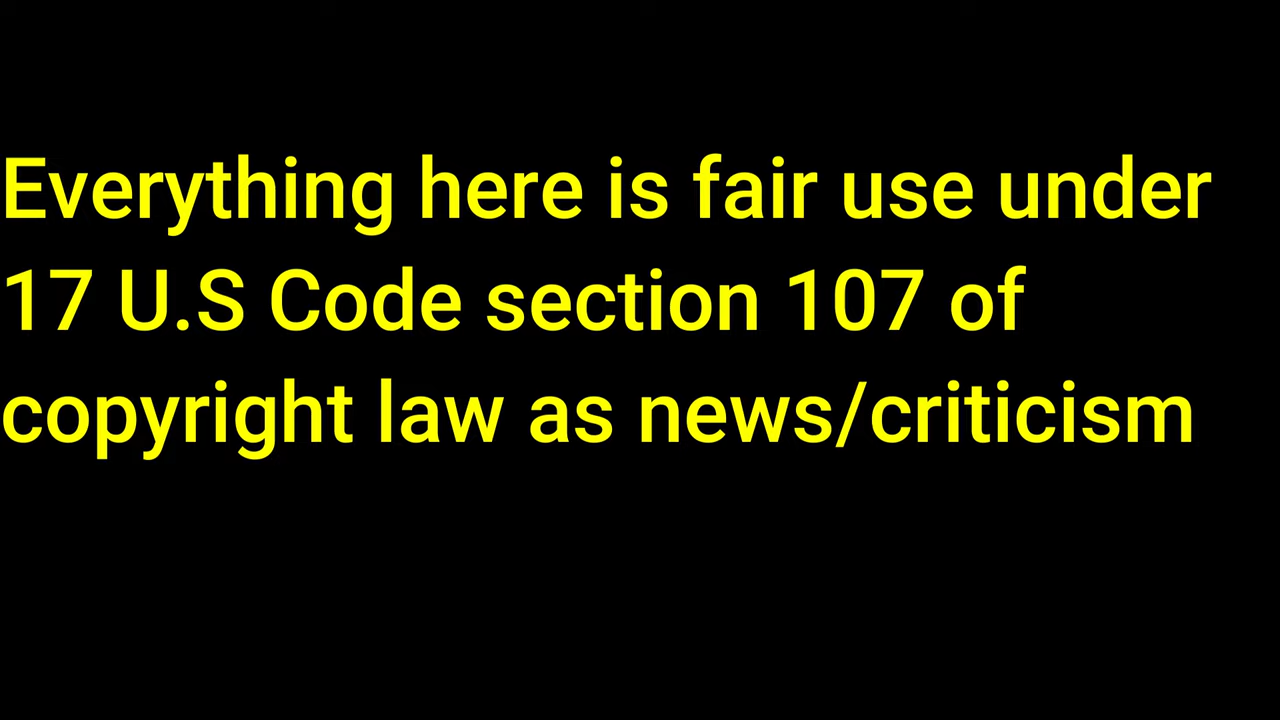 Everything here is fair use under
17 U.S Code section 107 of
copyright law as news/criticism